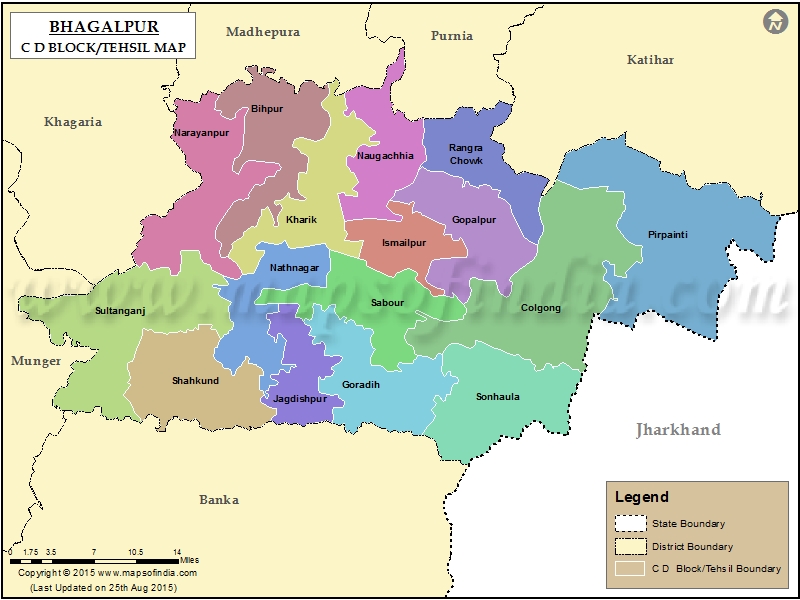 BHAGALPUR
C D BLOCK/TEHSIL MAP
N
Madhepura
Purnia
Katihar
Khagaria
Bihpur
Narayanpur
Naugachhia
Rangra
Chowk
Kharik
Gopalpur
Ismailpur
Pirpainti
Nathnagar
www.mapsofindia.com
Sultanganj
Sabour
Colgong
Munger
Shahkund
Goradih
Jagdishpur
Sonhaula
Jharkhand
Banka
Legend
State Boundary
District Boundary
C D Block/Tehsil Boundary
0 1.75 3.5 7 10.5 14
Miles
Copyright © 2015 www.mapsofindia.com
(Last Updated on 25th Aug 2015)